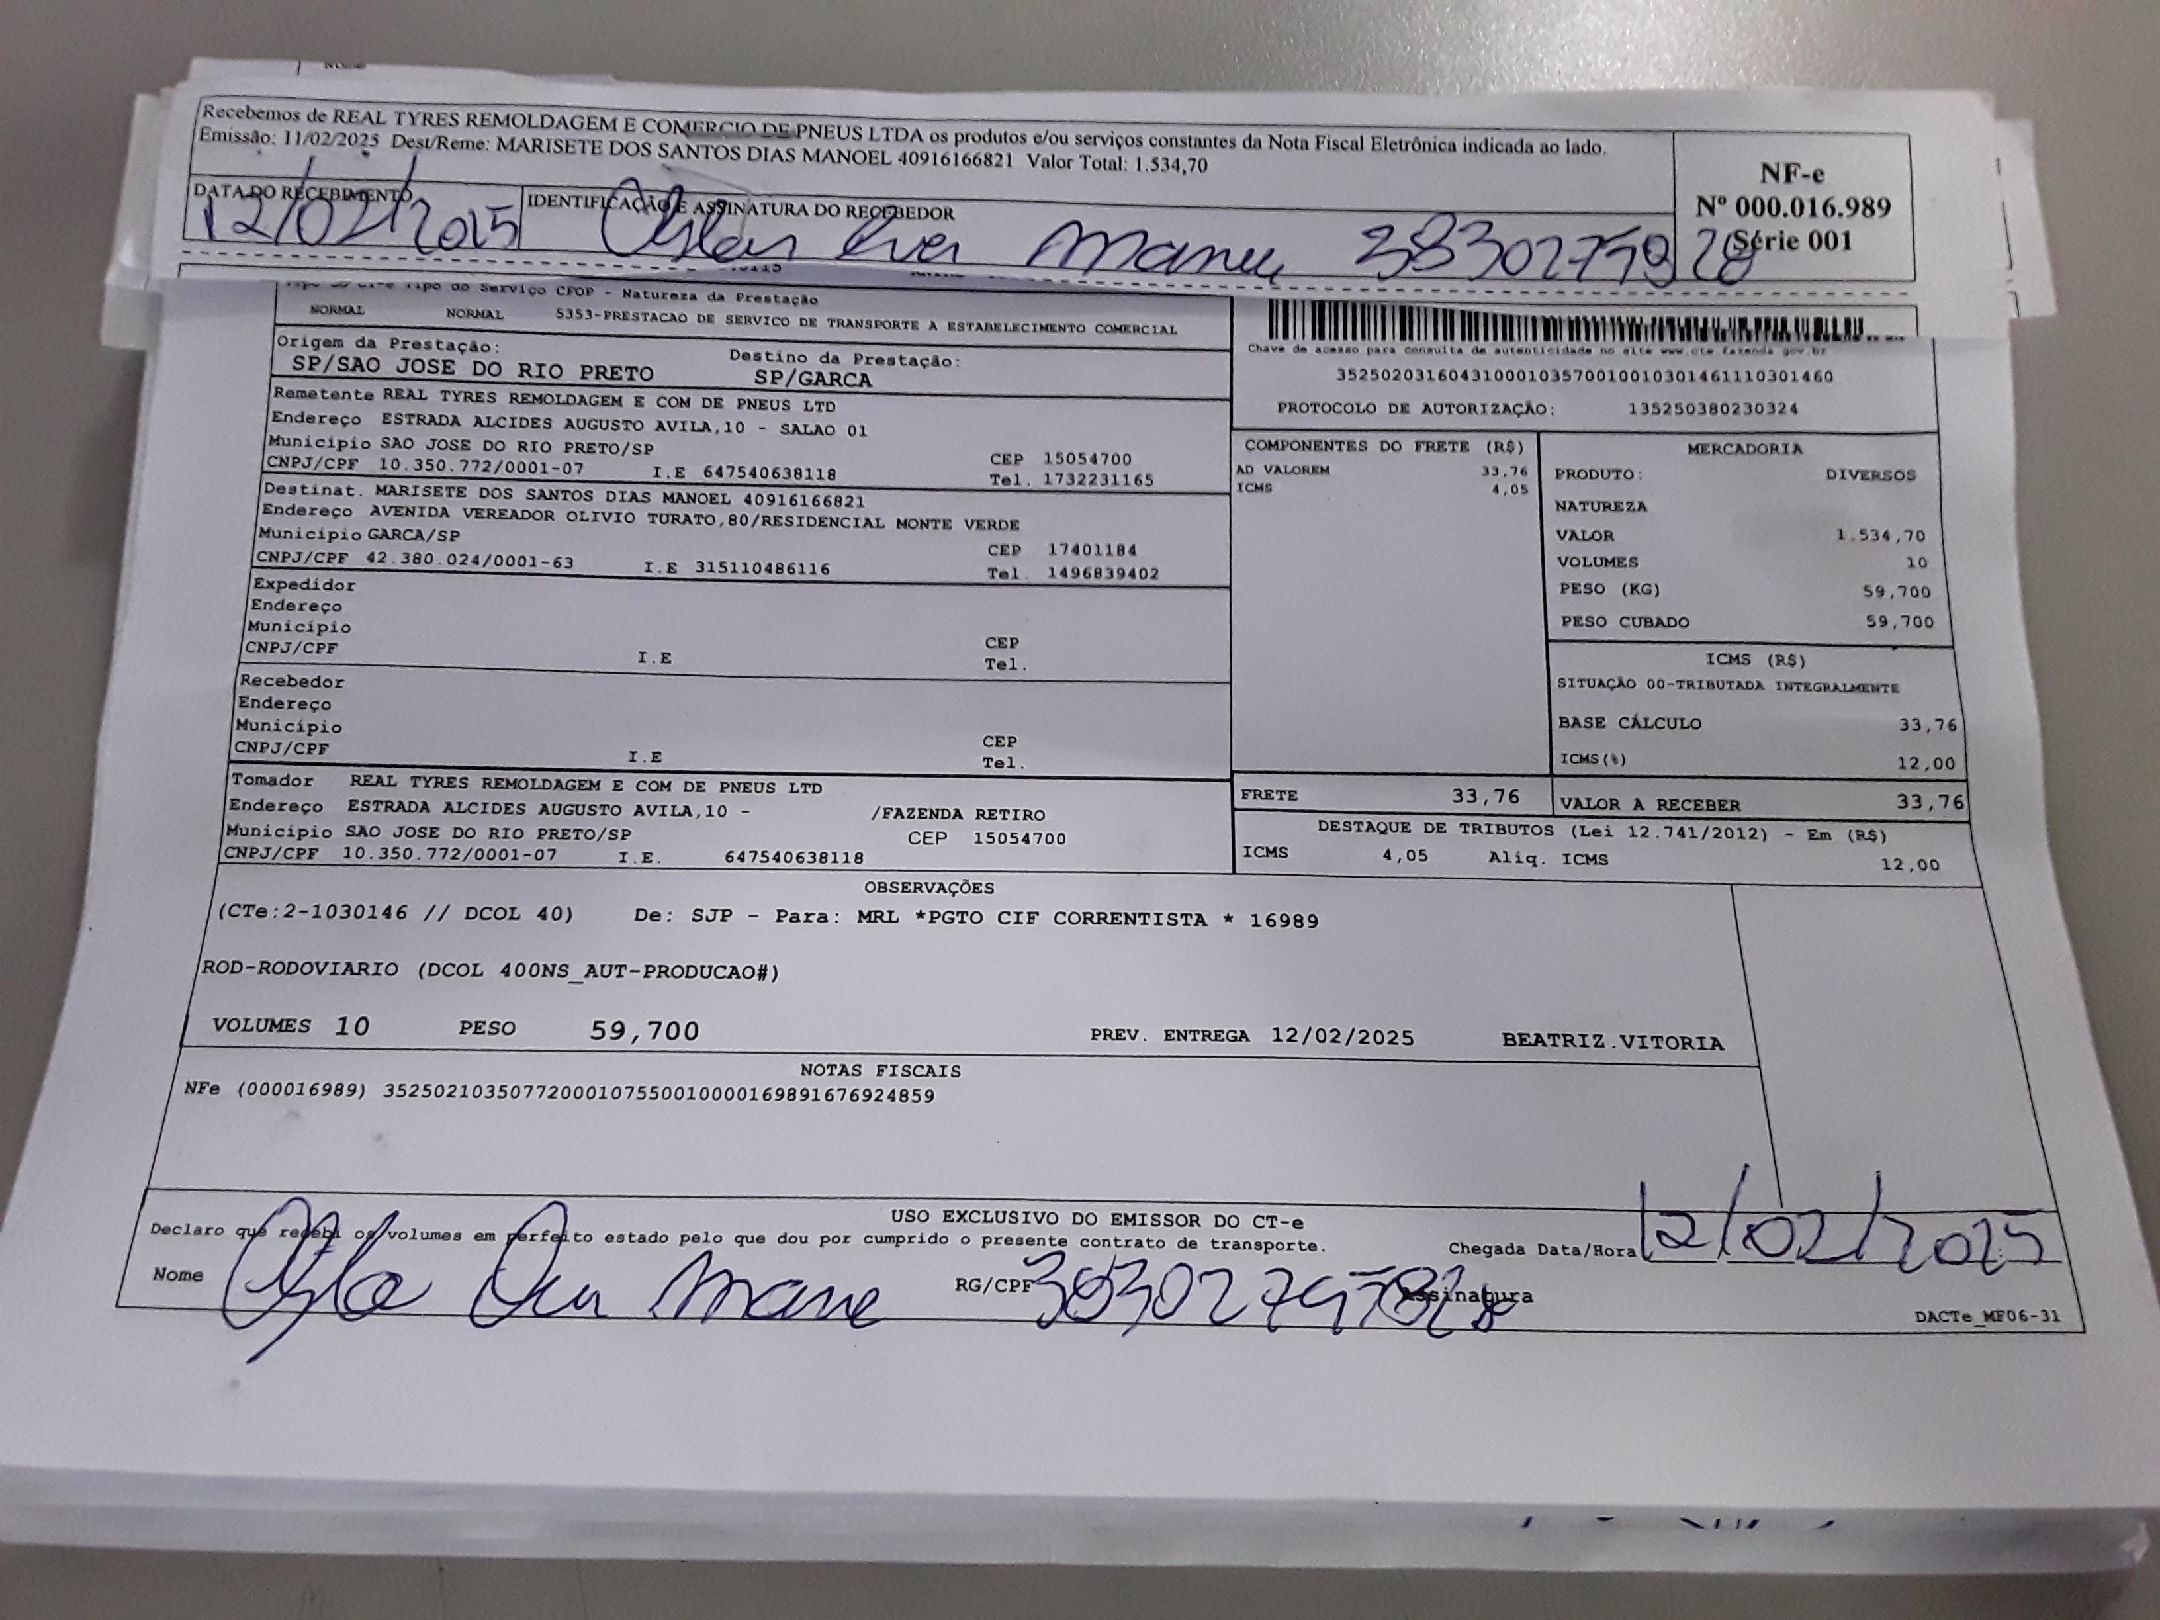 Recebemos de REAL TYRES REMOLDAGEM E COMERCIO DE PNEUS LTDA os produtos e/ou serviços constantes da Nota Fiscal Eletrônica indicada ao lado.
Emissão: 11/02/2025 Dest/Reme: MARISETE DOS SANTOS DIAS MANOEL 40916166821 Valor Total: 1.534,70
NF-e
Nº 000.016.989
Série 001
DATA DO RECEBIMENTO
IDENTIFICAÇÃO E ASSINATURA DO RECEBEDOR
12/02/2025
Tipo do Serviço CFOP - Natureza da Prestação
NORMAL NORMAL 5353-PRESTACAO DE SERVICO DE TRANSPORTE A ESTABELECIMENTO COMERCIAL
Origem da Prestação: Destino da Prestação:
SP/SAO JOSE DO RIO PRETO SP/GARCA
Remetente REAL TYRES REMOLDAGEM E COM DE PNEUS LTD
Endereço ESTRADA ALCIDES AUGUSTO AVILA,10 - SALAO 01
Município SAO JOSE DO RIO PRETO/SP CEP 15054700
CNPJ/CPF 10.350.772/0001-07 I.E 647540638118 Tel. 1732231165
Destinat. MARISETE DOS SANTOS DIAS MANOEL 40916166821
Endereço AVENIDA VEREADOR OLIVIO TURATO,80/RESIDENCIAL MONTE VERDE
Município GARCA/SP CEP 17401184
CNPJ/CPF 42.380.024/0001-63 I.E 315110486116 Tel. 1496839402
Expedidor
Endereço
Município CEP
CNPJ/CPF I.E Tel.
Recebedor
Endereço
Município CEP
CNPJ/CPF I.E Tel.
Tomador REAL TYRES REMOLDAGEM E COM DE PNEUS LTD
Endereço ESTRADA ALCIDES AUGUSTO AVILA,10 - /FAZENDA RETIRO
Município SAO JOSE DO RIO PRETO/SP CEP 15054700
CNPJ/CPF 10.350.772/0001-07 I.E. 647540638118
Chave de acesso para consulta de autenticidade no site www.cte.fazenda.gov.br
35250203160431000103570010010301461110301460
PROTOCOLO DE AUTORIZAÇÃO: 135250380230324
COMPONENTES DO FRETE (R$)
AD VALOREM 33,76
ICMS 4,05
MERCADORIA
PRODUTO: DIVERSOS
NATUREZA
VALOR 1.534,70
VOLUMES 10
PESO (KG) 59,700
PESO CUBADO 59,700
ICMS (R$)
SITUAÇÃO 00-TRIBUTADA INTEGRALMENTE
BASE CÁLCULO 33,76
ICMS(%) 12,00
FRETE 33,76 VALOR A RECEBER 33,76
DESTAQUE DE TRIBUTOS (Lei 12.741/2012) - Em (R$)
ICMS 4,05 Aliq. ICMS 12,00
OBSERVAÇÕES
(CTe:2-1030146 // DCOL 40) De: SJP - Para: MRL *PGTO CIF CORRENTISTA * 16989
ROD-RODOVIARIO (DCOL 400NS_AUT-PRODUCAO#)
VOLUMES 10 PESO 59,700 PREV. ENTREGA 12/02/2025 BEATRIZ.VITORIA
NOTAS FISCAIS
NFe (000016989) 35250210350772000107550010000169891676924859
USO EXCLUSIVO DO EMISSOR DO CT-e
Declaro que recebi os volumes em perfeito estado pelo que dou por cumprido o presente contrato de transporte.
Chegada Data/Hora 12/02/2025
Nome RG/CPF Assinatura
DACTe_MF06-31